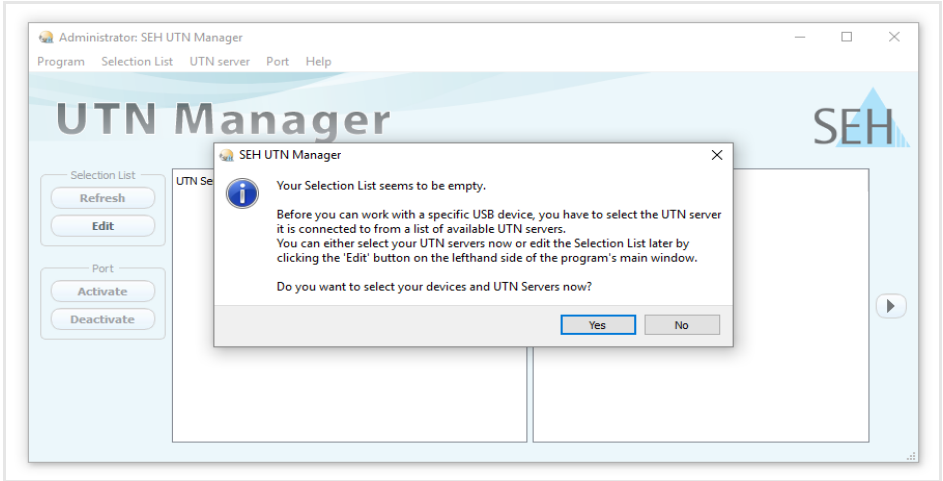 Administrator: SEH UTN Manager
Program Selection List UTN server Port Help
UTN Manager
SEH
SEH UTN Manager
Selection List
UTN Se
Your Selection List seems to be empty.
Refresh
Before you can work with a specific USB device, you have to select the UTN server
it is connected to from a list of available UTN servers.
Edit
You can either select your UTN servers now or edit the Selection List later by
clicking the 'Edit' button on the lefthand side of the program's main window.
Port
Do you want to select your devices and UTN Servers now?
Activate
Deactivate
Yes No